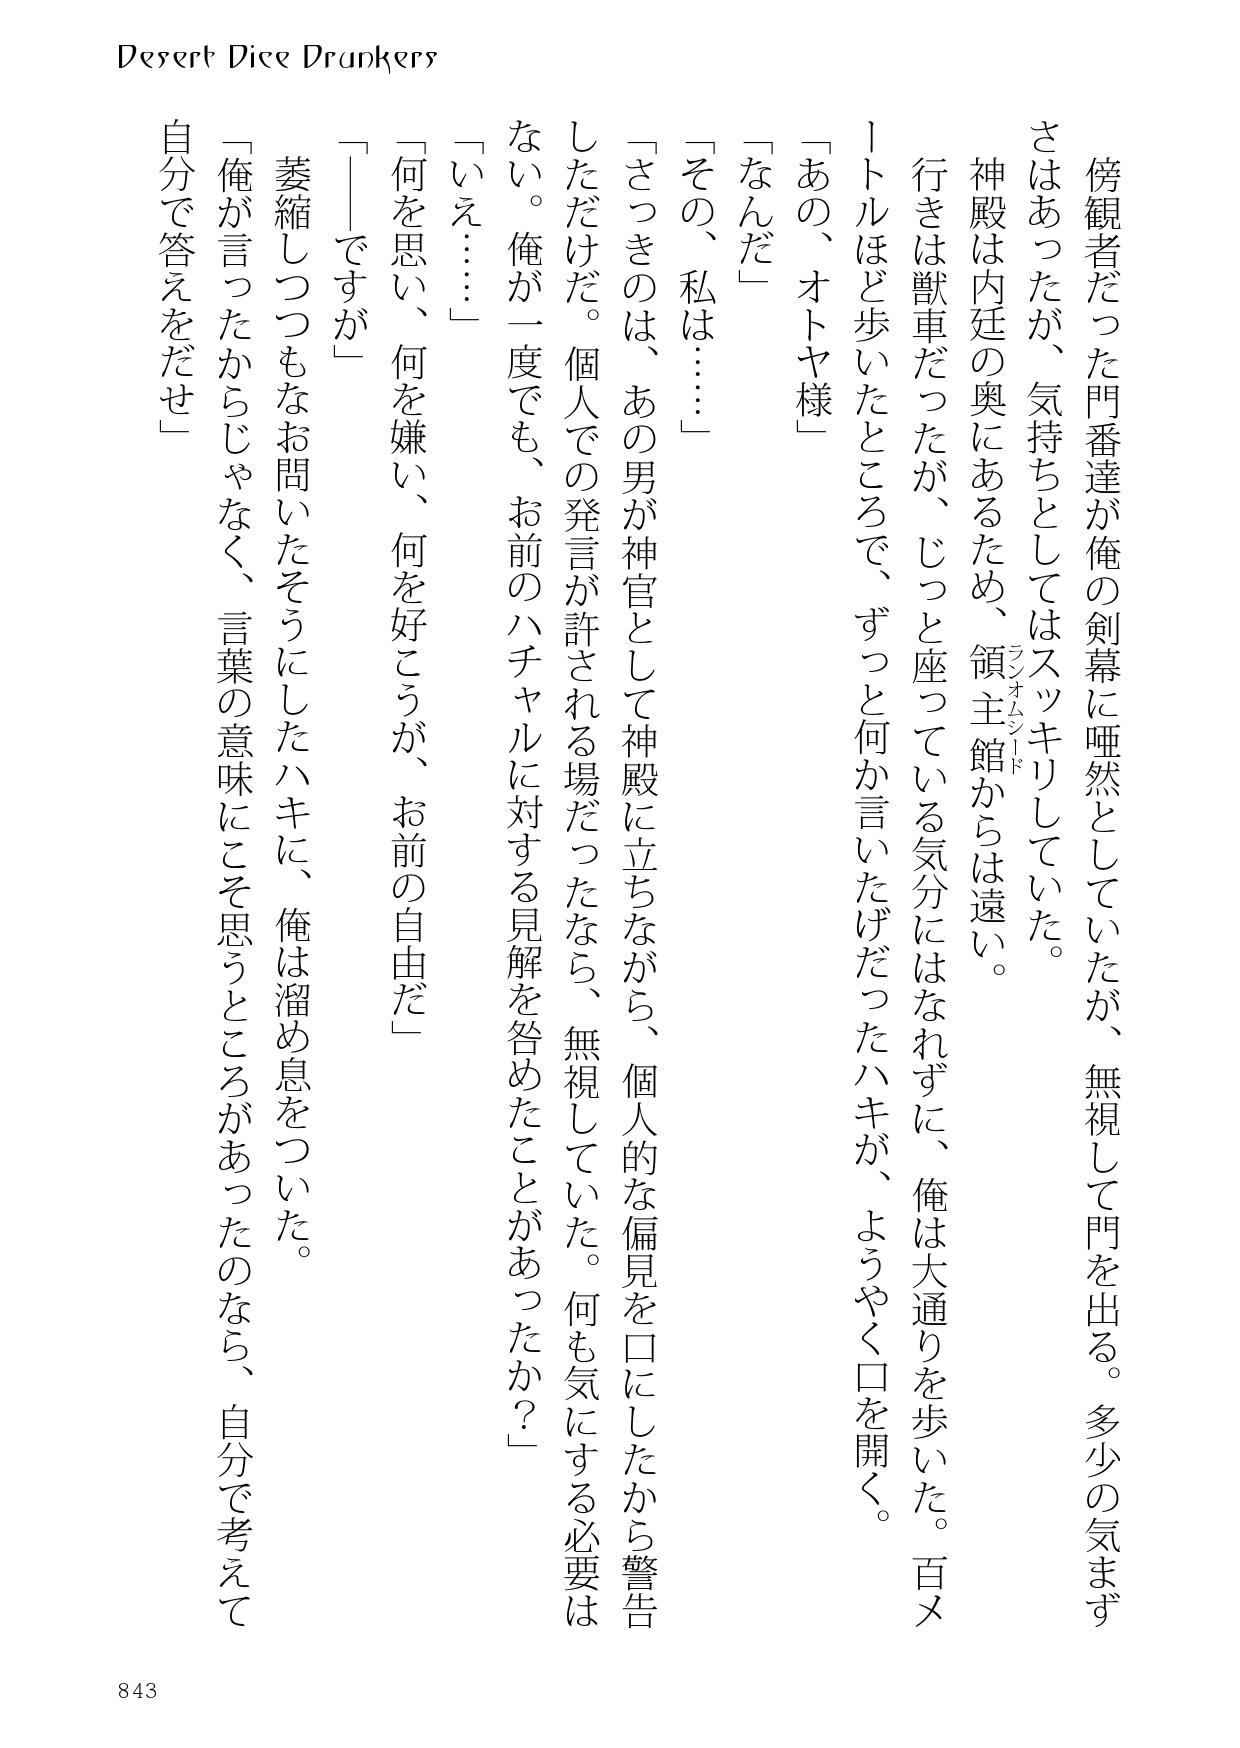 Desert Dice Drunkers
　傍観者だった門番達が俺の剣幕に唖然としていたが、無視して門を出る。多少の気まず
さはあったが、気持ちとしてはスッキリしていた。
　神殿は内廷の奥にあるため、領主館からは遠い。
ランオムシード
　行きは獣車だったが、じっと座っている気分にはなれずに、俺は大通りを歩いた。百メ
ートルほど歩いたところで、ずっと何か言いたげだったハキが、ようやく口を開く。
「あの、オトヤ様」
「なんだ」
「その、私は……」
「さっきのは、あの男が神官として神殿に立ちながら、個人的な偏見を口にしたから警告
しただけだ。個人での発言が許される場だったなら、無視していた。何も気にする必要は
ない。俺が一度でも、お前のハチャルに対する見解を咎めたことがあったか？」
「いえ……」
「何を思い、何を嫌い、何を好こうが、お前の自由だ」
「――ですが」
　萎縮しつつもなお問いたそうにしたハキに、俺は溜め息をついた。
「俺が言ったからじゃなく、言葉の意味にこそ思うところがあったのなら、自分で考えて
自分で答えをだせ」
843